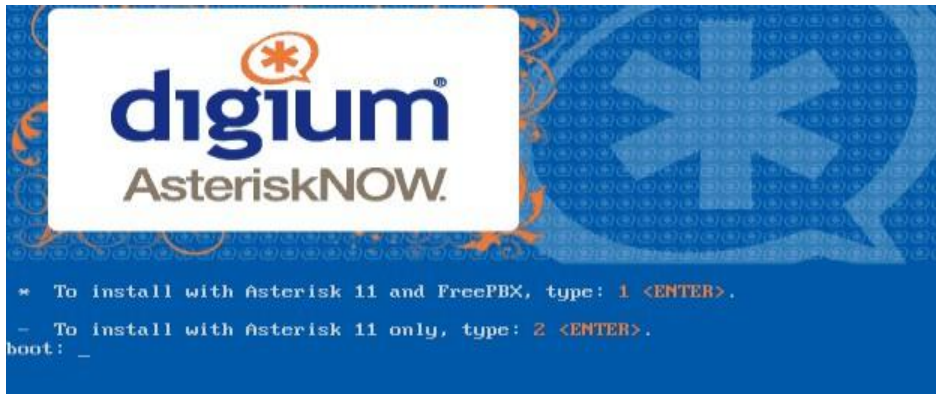 digium®
AsteriskNOW.
* To install with Asterisk 11 and FreePBX, type: 1 <ENTER>.
- To install with Asterisk 11 only, type: 2 <ENTER>.
boot: _